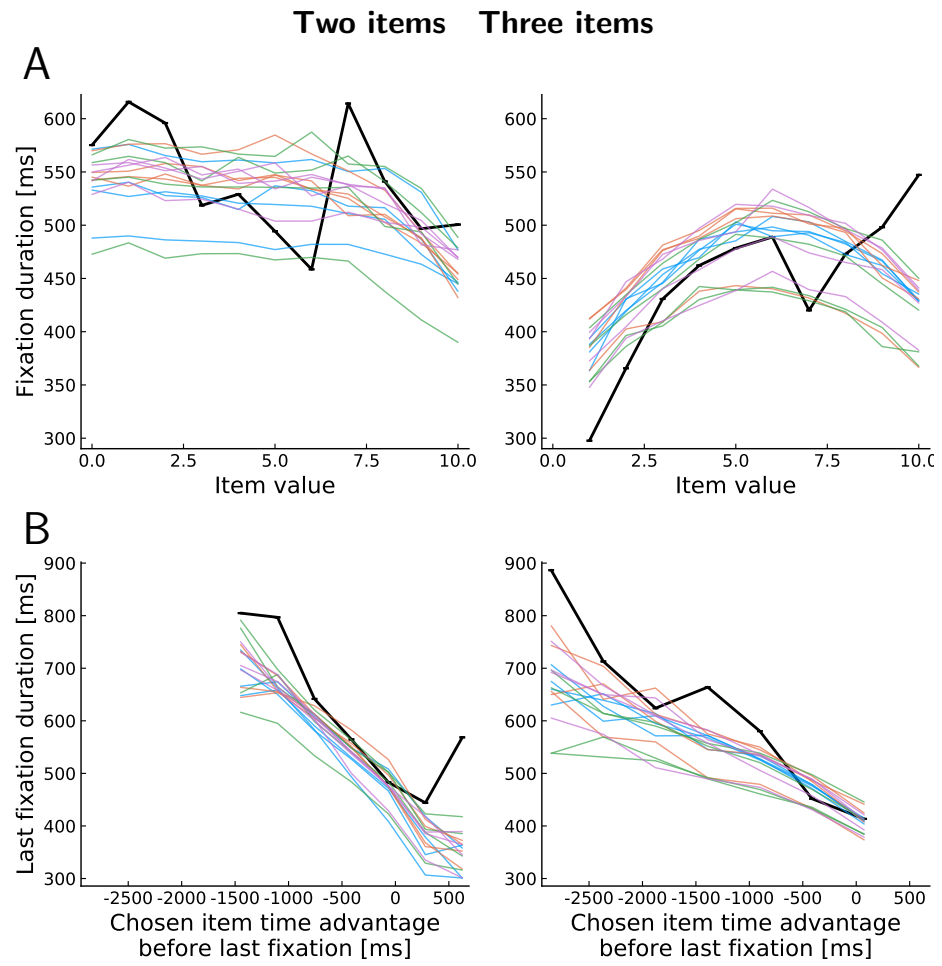 Two items Three items
A
Fixation duration [ms]
600
550
500
450
400
350
300
0.0 2.5 5.0 7.5 10.0
Item value
0.0 2.5 5.0 7.5 10.0
Item value
B
Last fixation duration [ms]
900
800
700
600
500
400
300
-2500 -2000 -1500 -1000 -500 0 500
Chosen item time advantage
before last fixation [ms]
600
550
500
450
400
350
300
900
800
700
600
500
400
300
-2500 -2000 -1500 -1000 -500 0 500
Chosen item time advantage
before last fixation [ms]